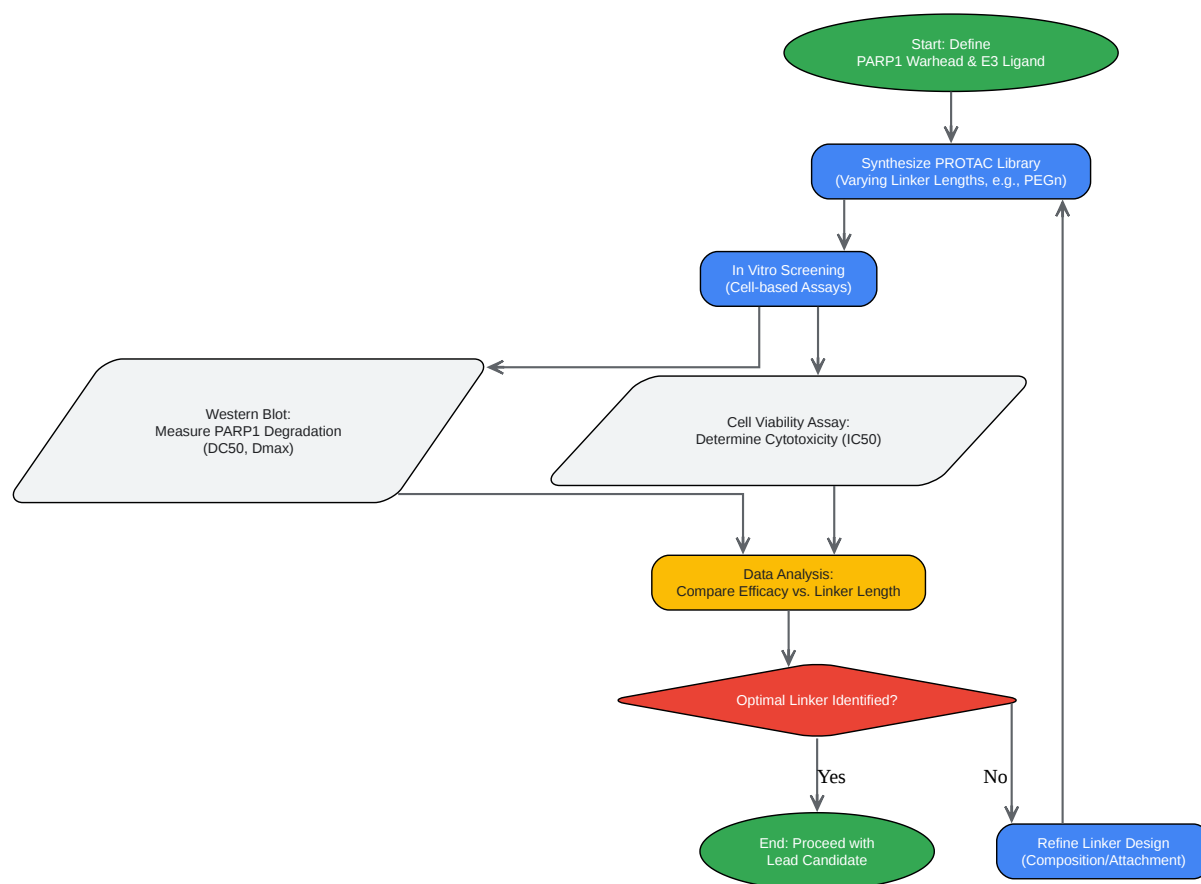 Start: Define
PARP1 Warhead & E3 Ligand
Synthesize PROTAC Library
(Varying Linker Lengths, e.g., PEGn)
In Vitro Screening
(Cell-based Assays)
Western Blot:
Measure PARP1 Degradation
(DC50, Dmax)
Cell Viability Assay:
Determine Cytotoxicity (IC50)
Data Analysis:
Compare Efficacy vs. Linker Length
Optimal Linker Identified?
Yes
No
End: Proceed with
Lead Candidate
Refine Linker Design
(Composition/Attachment)